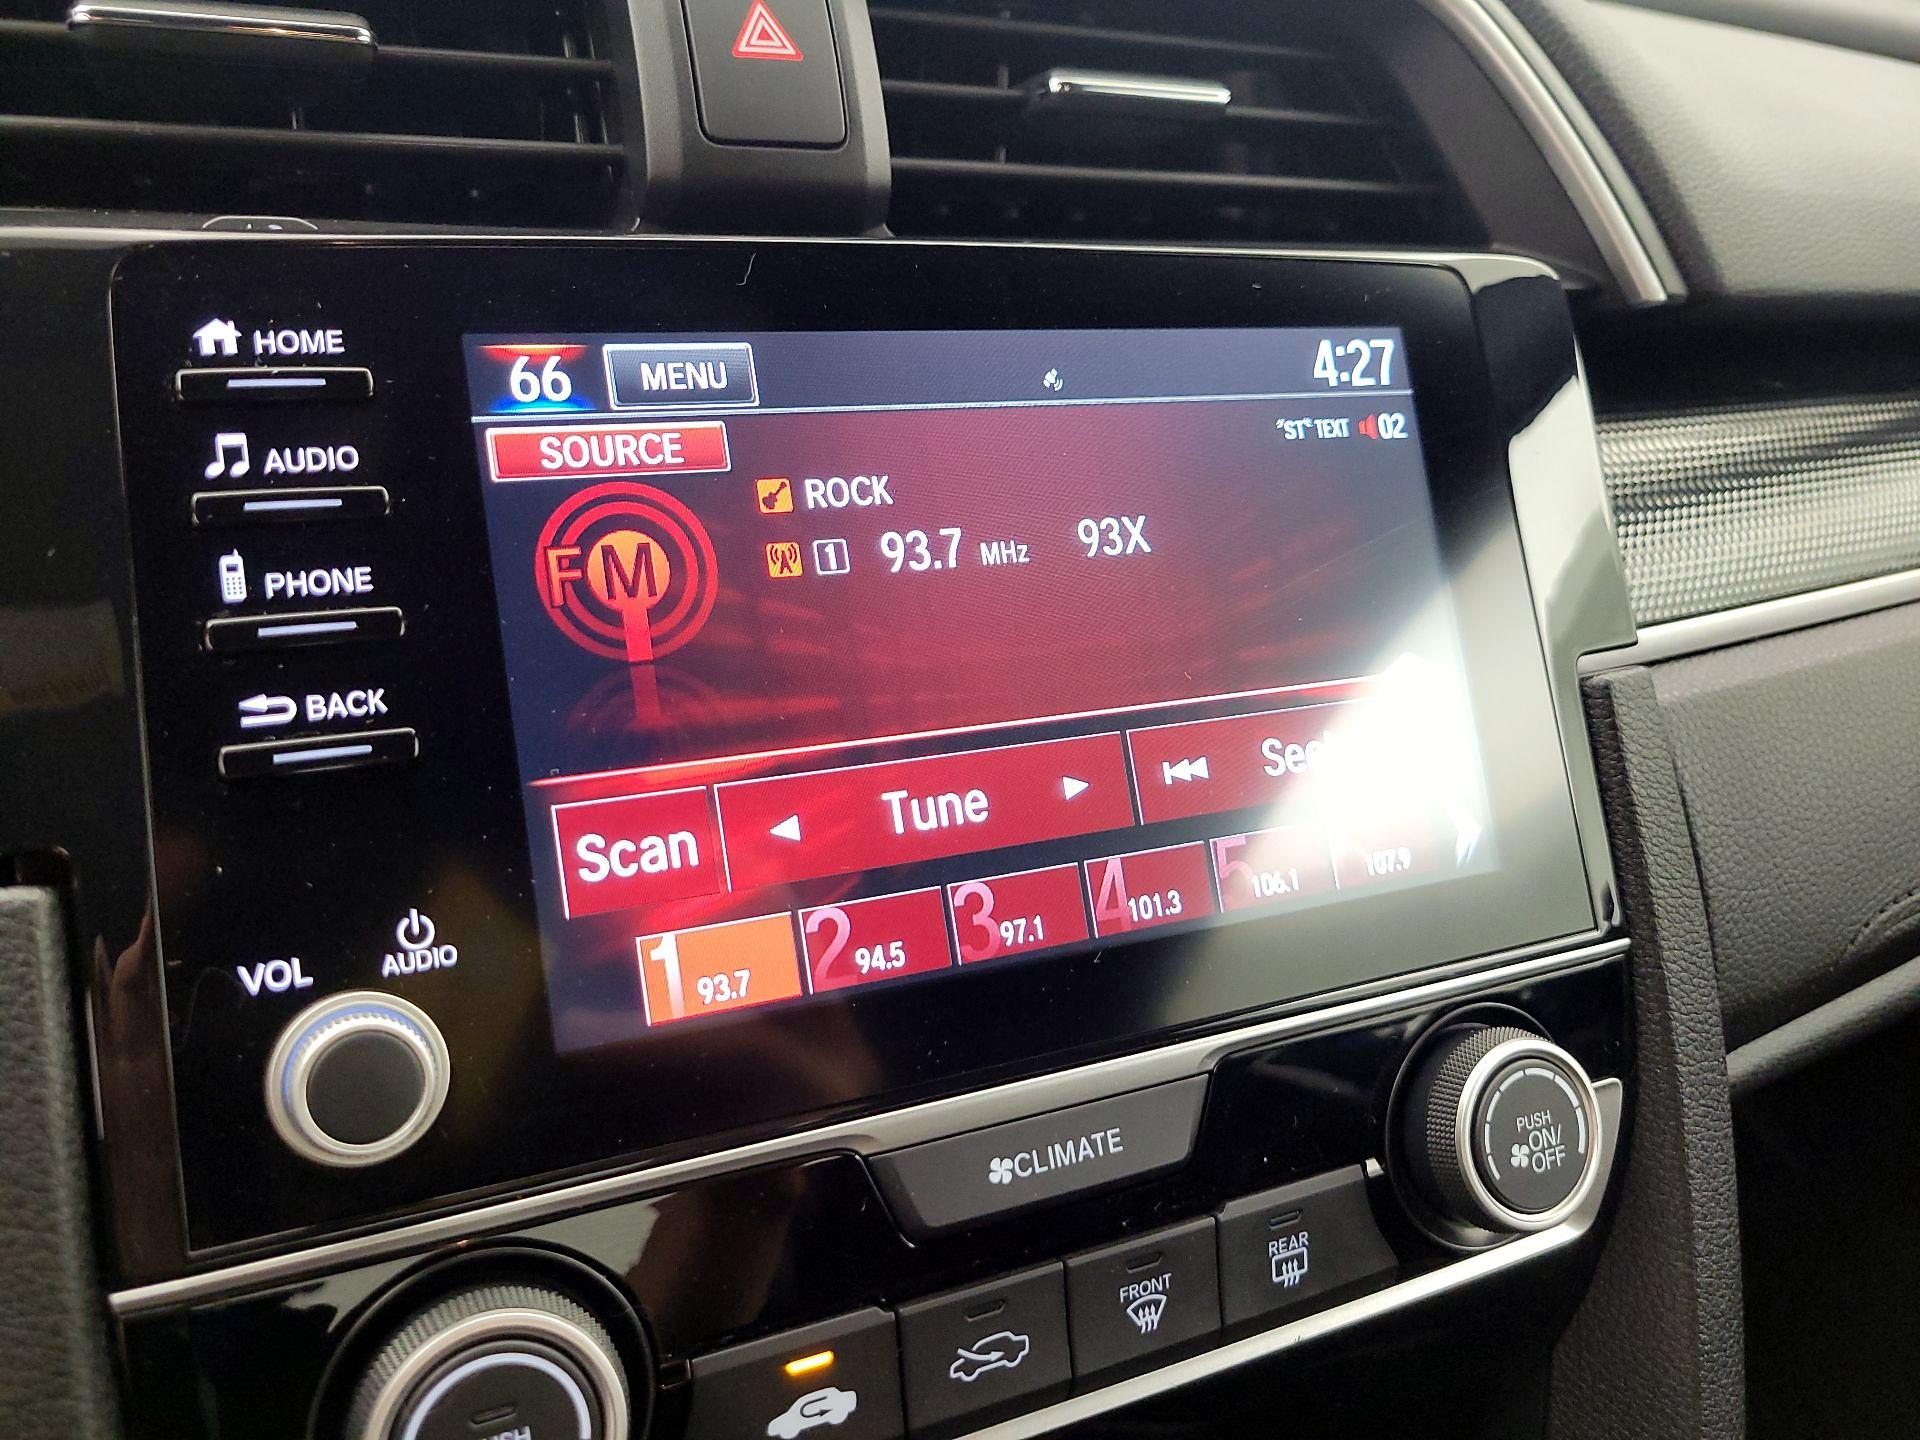 HOME
AUDIO
PHONE
BACK
VOL
AUDIO
66
MENU
4:27
"ST" TEXT 02
SOURCE
FM
ROCK
1 93.7 MHz 93X
Scan
Tune
1 93.7
2 94.5
3 97.1
4 101.3
5 106.1
107.9
CLIMATE
PUSH
ON/
OFF
FRONT
REAR